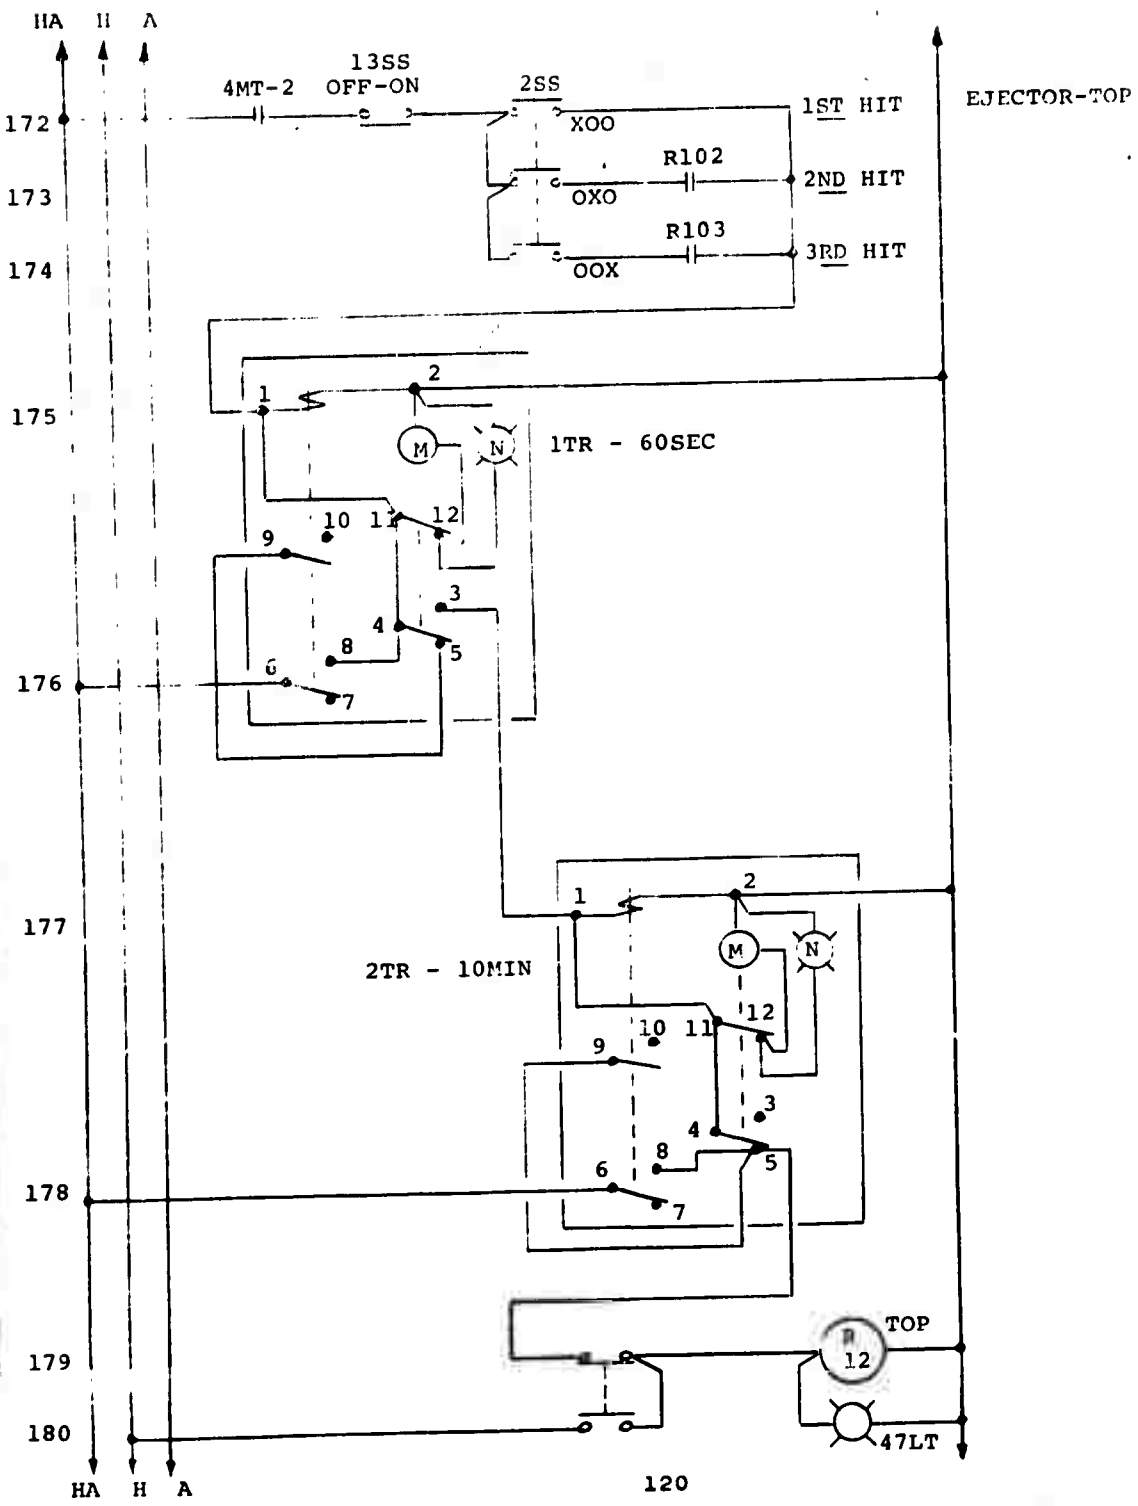 HA H A
13SS
4MT-2 OFF-ON 2SS
EJECTOR-TOP
172 XOO 1ST HIT
R102
173 OXO 2ND HIT
R103
174 OOX 3RD HIT
1 2
175 M N 1TR - 60SEC
10 11 12
9
3
4
8 5
6
176
7
1 2
177
M N
2TR - 10MIN
10 11 12
9
3
4
8 5
6
178
7
TOP
R
12
179
180
47LT
HA H A
120